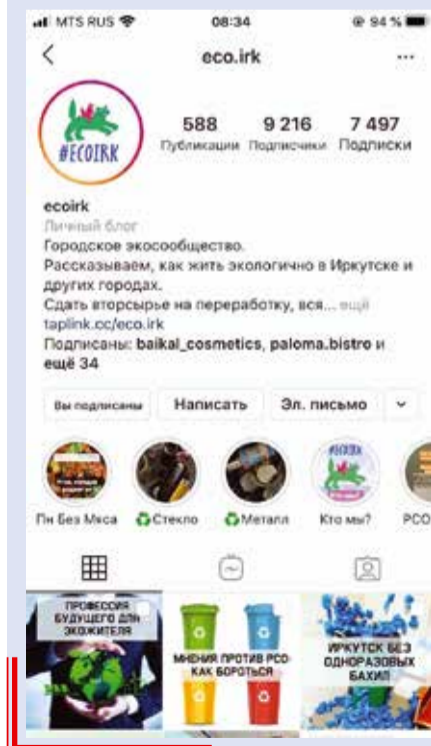 MTS RUS 08:34 94 %
eco.irk
#ECOIRK
588 9 216 7 497
Публикации Подписчики Подписки
ecoirk
Личный блог
Городское экосообщество.
Рассказываем, как жить экологично в Иркутске и
других городах.
Сдать вторсырье на переработку, вся... ещё
taplink.cc/eco.irk
Подписаны: baikal_cosmetics, paloma.bistro и
ещё 34
Вы подписаны Написать Эл. письмо
#ECOIRK
Пн Без Мяса ♻Стекло ♻Металл Кто мы? РСО
ПРОФЕССИЯ
БУДУЩЕГО ДЛЯ
ЭКОЖИТЕЛЯ
МНЕНИЯ ПРОТИВ РСО
КАК БОРОТЬСЯ
ИРКУТСК БЕЗ
ОДНОРАЗОВЫХ
БАХИЛ